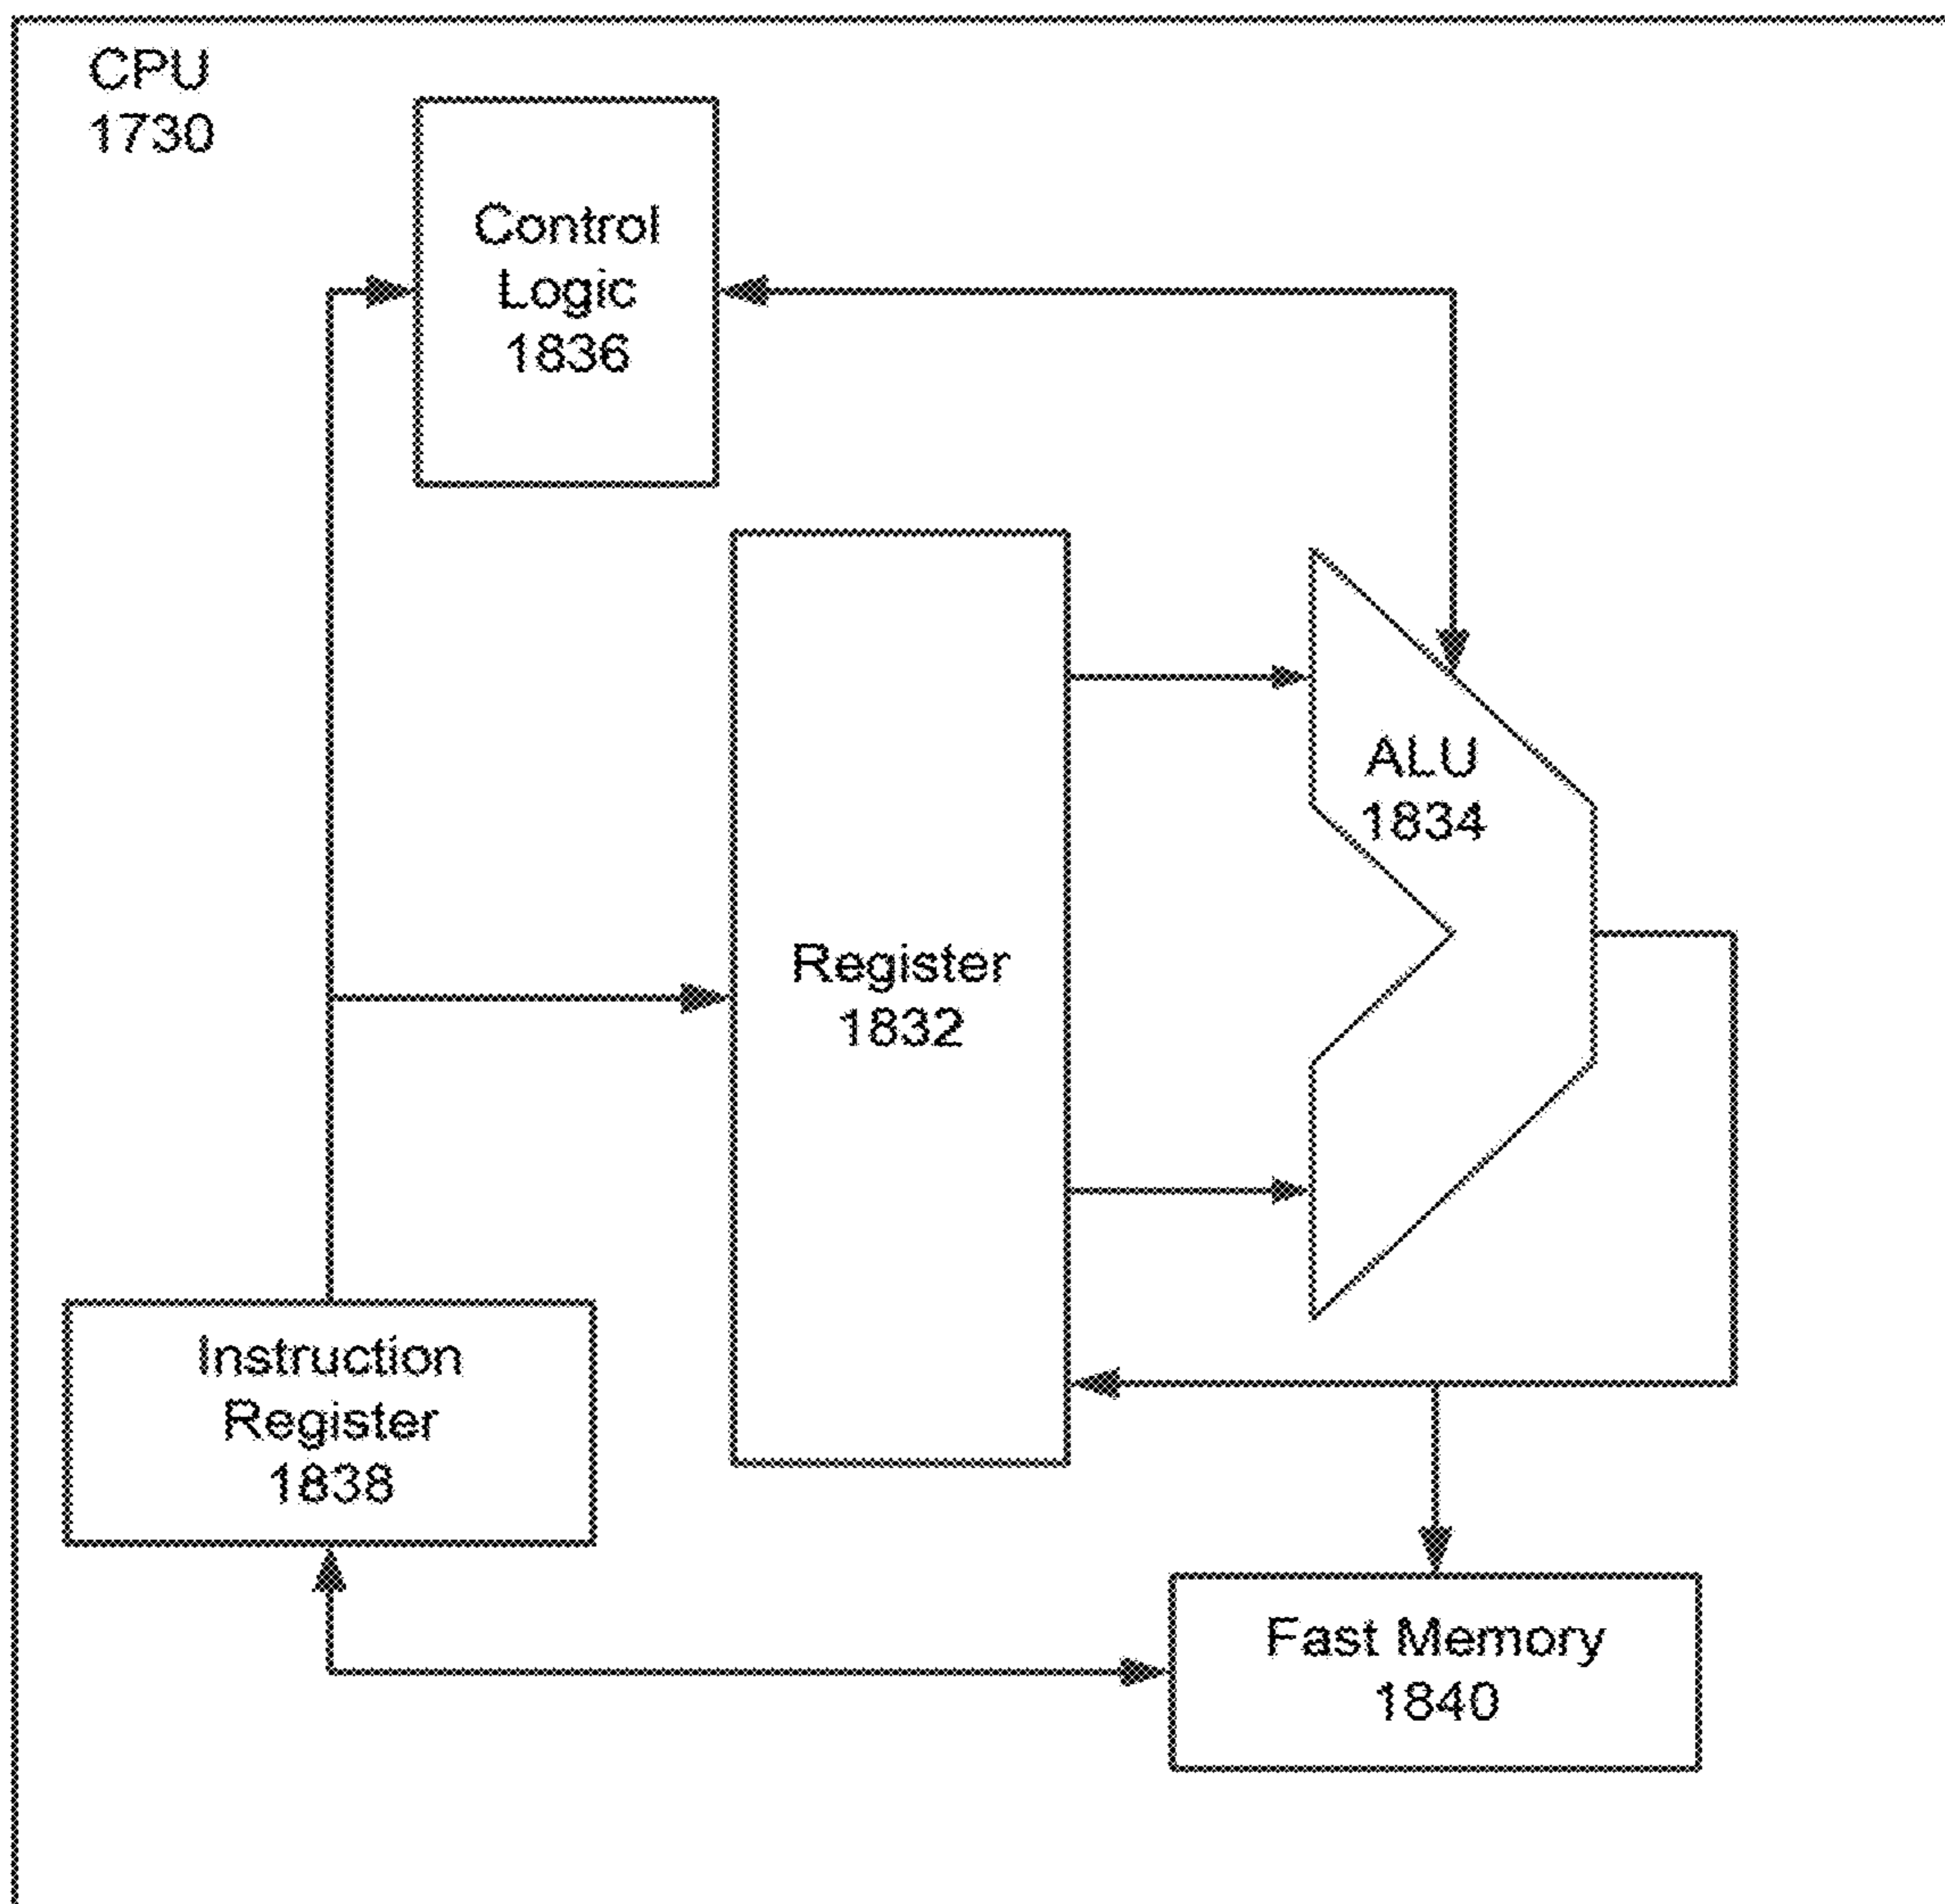 CPU
1730
Control
Logic
1836
ALU
1834
Register
1832
Instruction
Register
1838
Fast Memory
1840